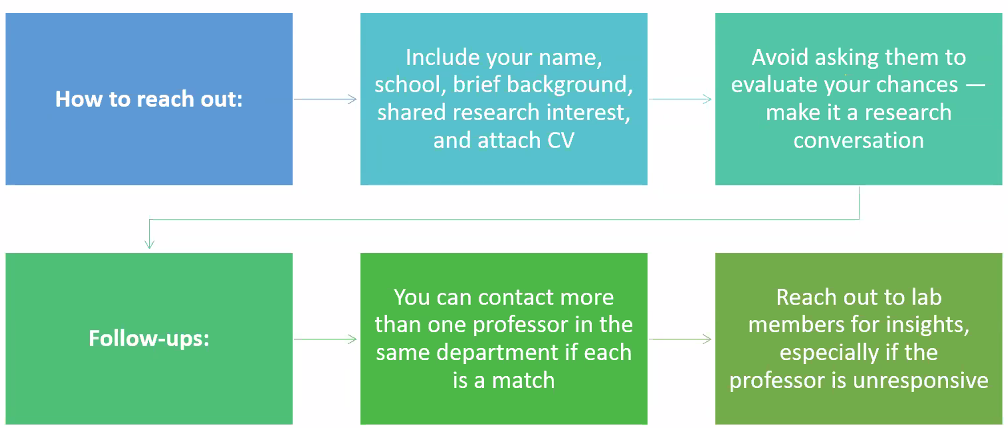 How to reach out:
Include your name,
school, brief background,
shared research interest,
and attach CV
Avoid asking them to
evaluate your chances —
make it a research
conversation
Follow-ups:
You can contact more
than one professor in the
same department if each
is a match
Reach out to lab
members for insights,
especially if the
professor is unresponsive